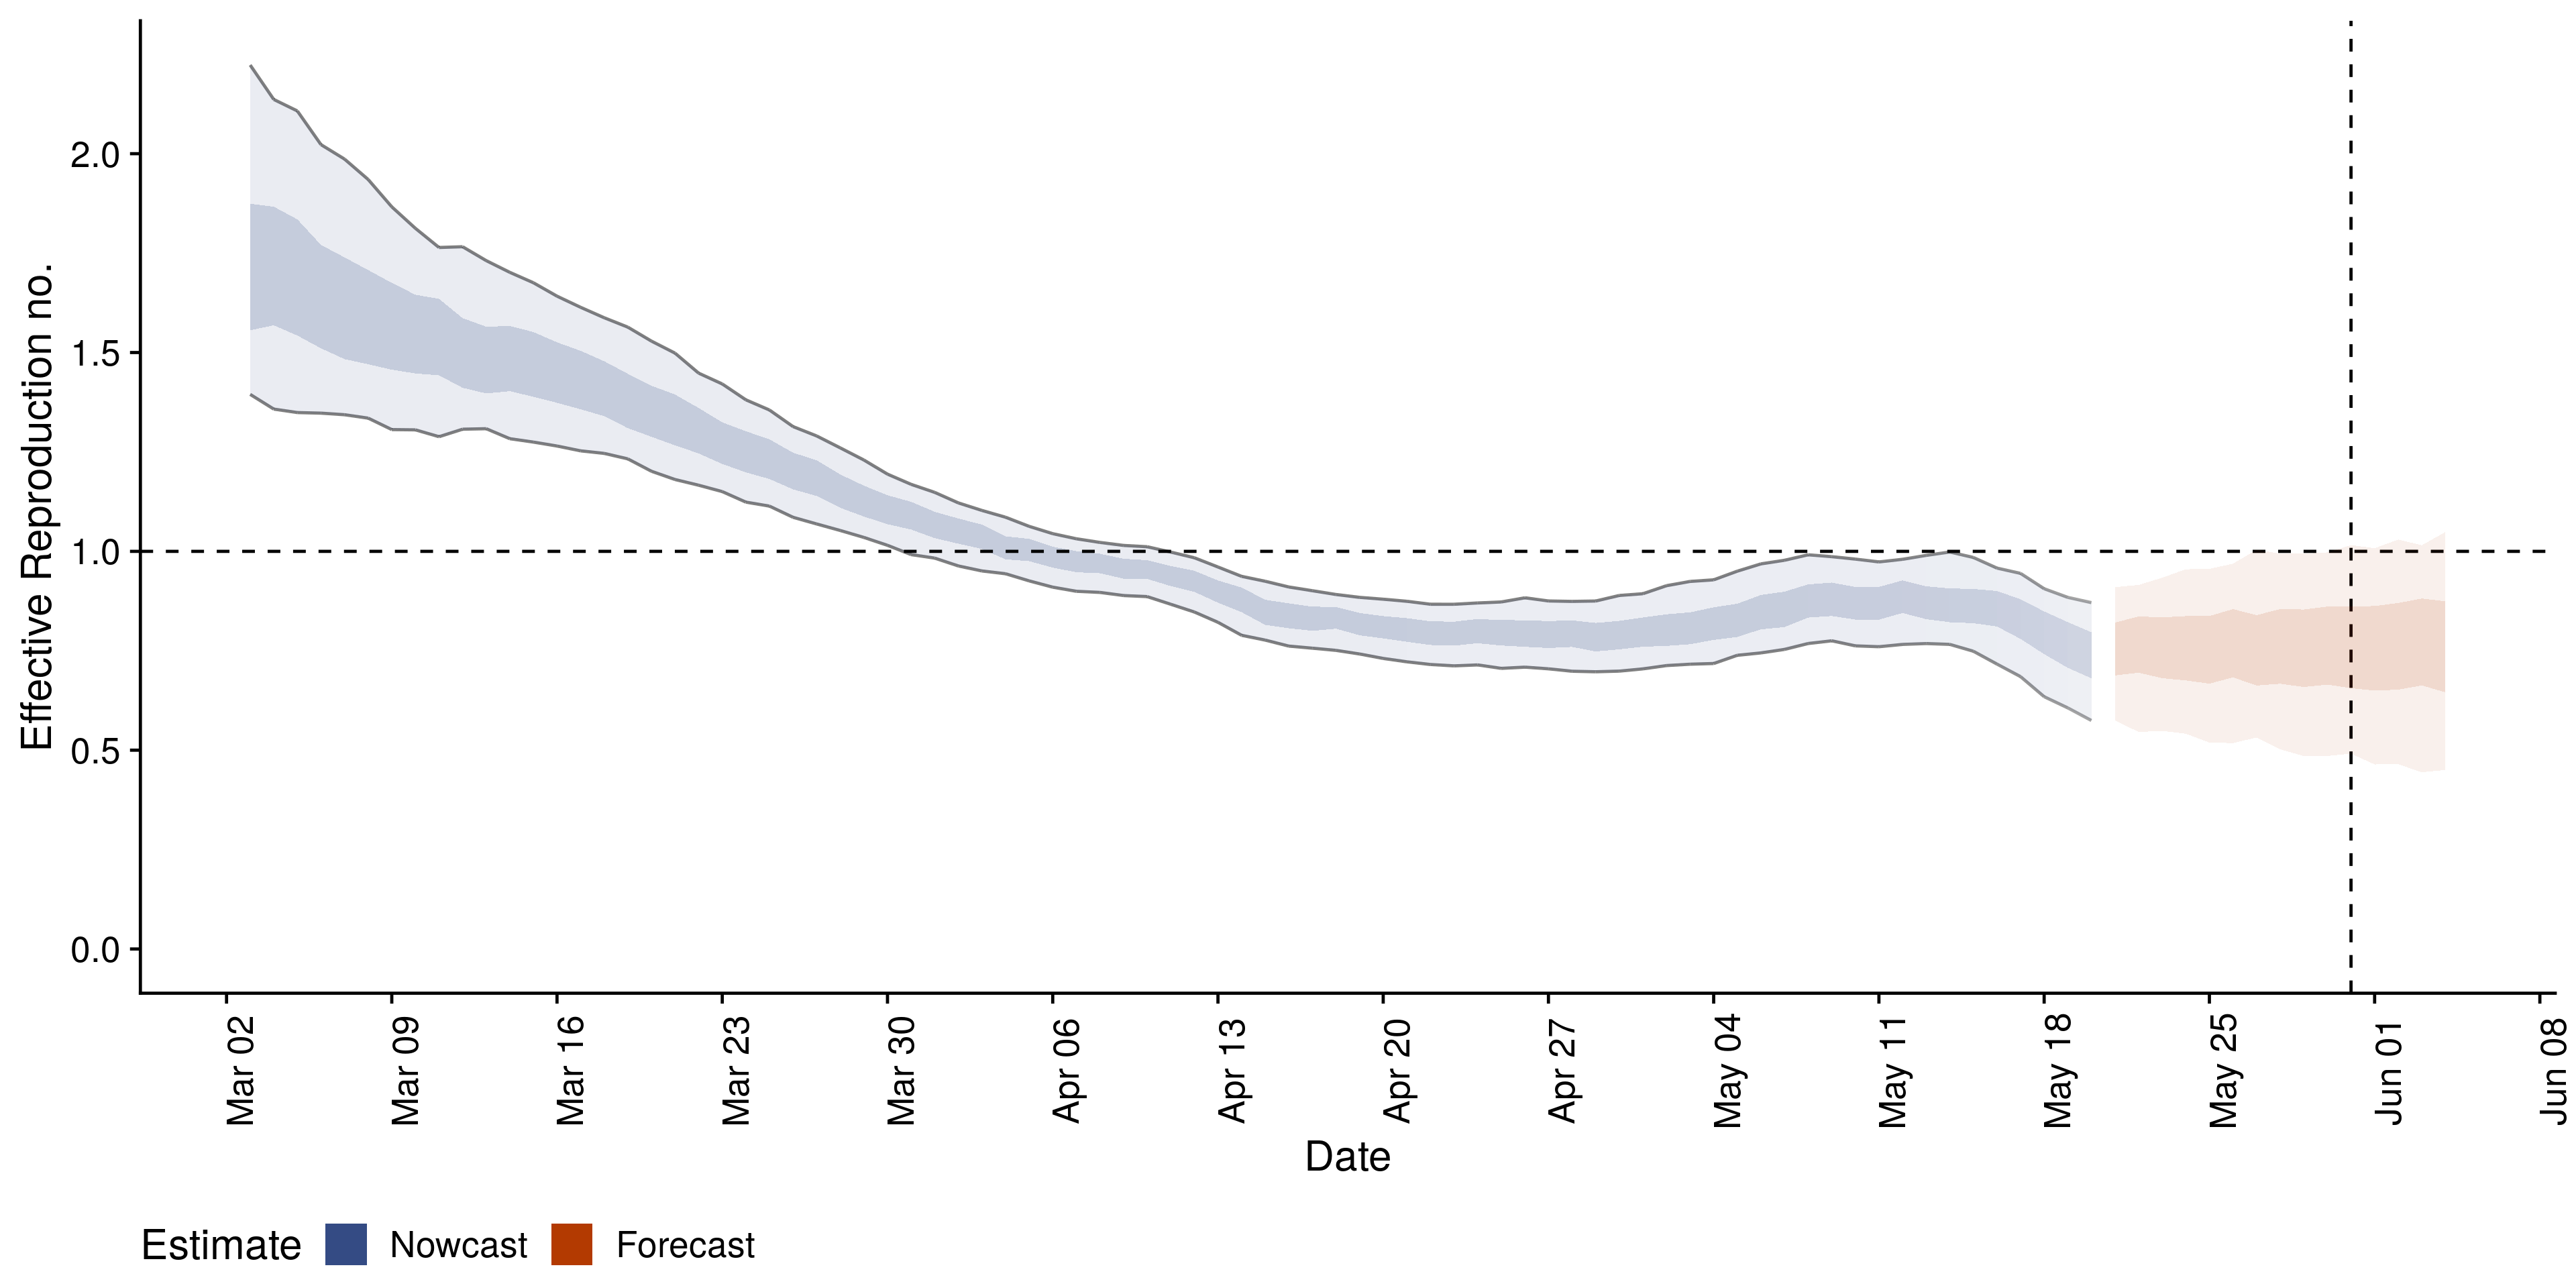 Effective Reproduction no.
2.0
1.5
1.0
0.5
0.0
Mar 02
Mar 09
Mar 16
Mar 23
Mar 30
Apr 06
Apr 13
Apr 20
Apr 27
May 04
May 11
May 18
May 25
Jun 01
Jun 08
Date
Estimate Nowcast Forecast